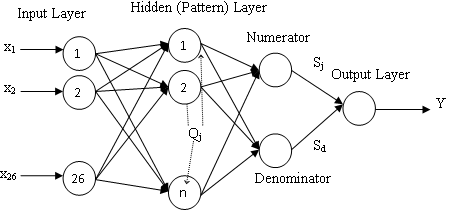 Input Layer
Hidden (Pattern) Layer
Numerator
Output Layer
x1
x2
x26
1
2
26
1
2
n
Qj
Sj
Sd
Denominator
Y